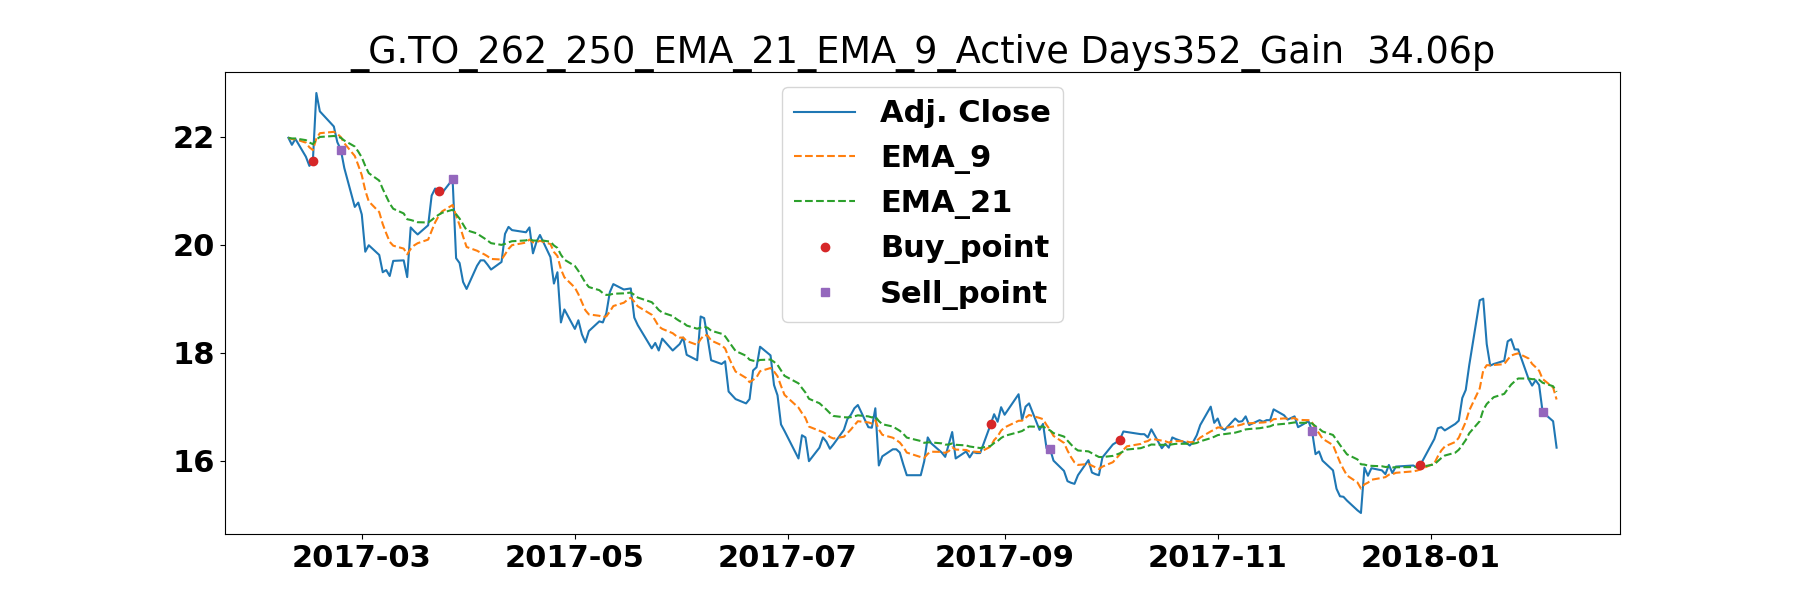 _G.TO_262_250_EMA_21_EMA_9_Active Days352_Gain  34.06p
Adj. Close
EMA_9
EMA_21
Buy_point
Sell_point
22
20
18
16
2017-03 2017-05 2017-07 2017-09 2017-11 2018-01